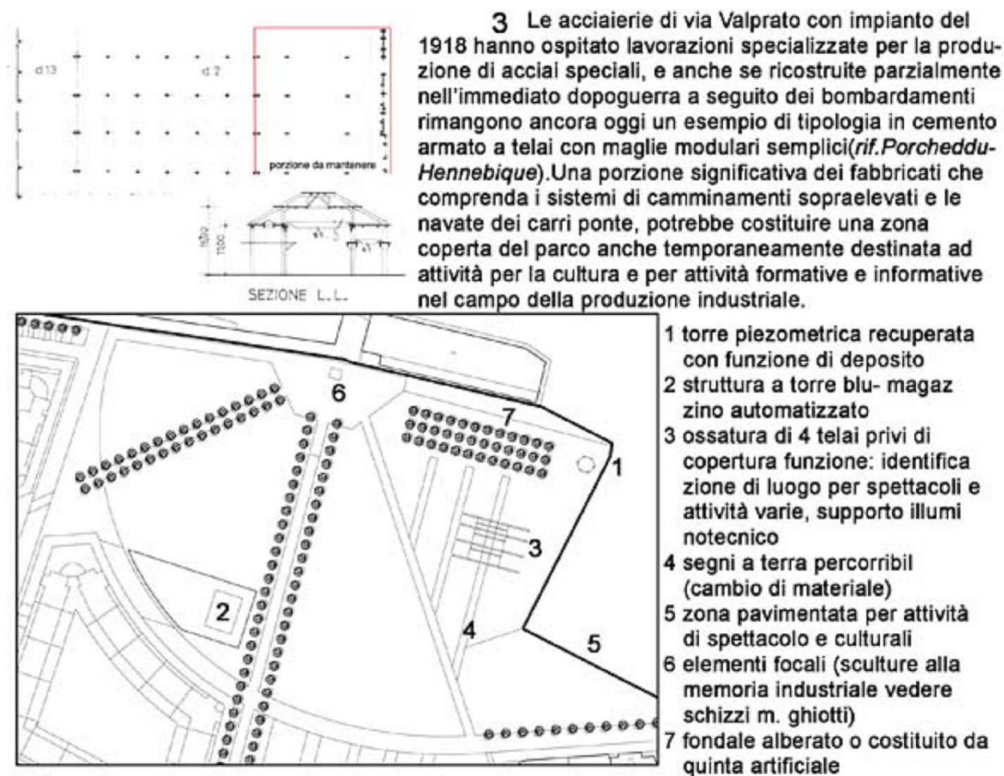 3 Le acciaierie di via Valprato con impianto del
1918 hanno ospitato lavorazioni specializzate per la produ-
zione di acciai speciali, e anche se ricostruite parzialmente
nell'immediato dopoguerra a seguito dei bombardamenti
rimangono ancora oggi un esempio di tipologia in cemento
armato a telai con maglie modulari semplici(rif.Porcheddu-
Hennebique).Una porzione significativa dei fabbricati che
comprenda i sistemi di camminamenti sopraelevati e le
navate dei carri ponte, potrebbe costituire una zona
coperta del parco anche temporaneamente destinata ad
attività per la cultura e per attività formative e informative
nel campo della produzione industriale.
d 13
d 2
porzione da mantenere
SEZIONE L.L.
6
7
1
3
2
4
5
1 torre piezometrica recuperata
con funzione di deposito
2 struttura a torre blu- magaz
zino automatizzato
3 ossatura di 4 telai privi di
copertura funzione: identifica
zione di luogo per spettacoli e
attività varie, supporto illumi
notecnico
4 segni a terra percorribil
(cambio di materiale)
5 zona pavimentata per attività
di spettacolo e culturali
6 elementi focali (sculture alla
memoria industriale vedere
schizzi m. ghiotti)
7 fondale alberato o costituito da
quinta artificiale